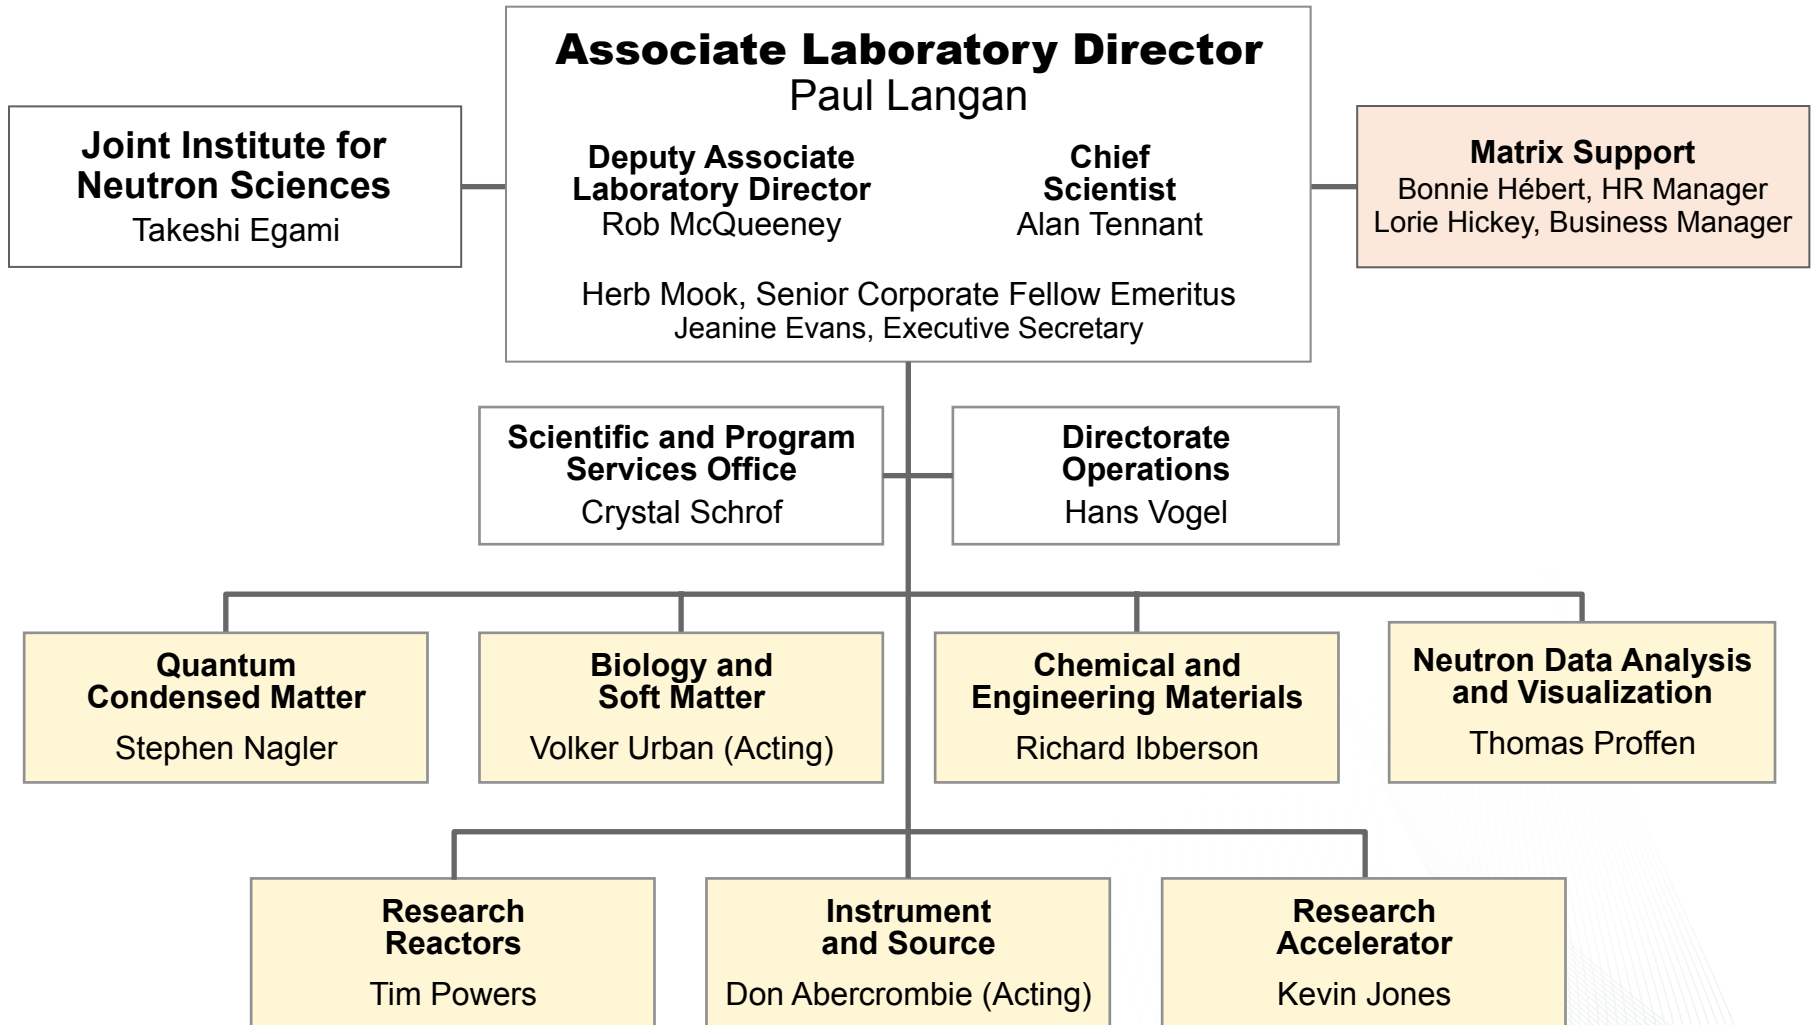 Associate Laboratory Director
Paul Langan
Deputy Associate
Laboratory Director
Rob McQueeney
Chief
Scientist
Alan Tennant
Herb Mook, Senior Corporate Fellow Emeritus
Jeanine Evans, Executive Secretary
Joint Institute for
Neutron Sciences
Takeshi Egami
Matrix Support
Bonnie Hébert, HR Manager
Lorie Hickey, Business Manager
Scientific and Program
Services Office
Crystal Schrof
Directorate
Operations
Hans Vogel
Quantum
Condensed Matter
Stephen Nagler
Biology and
Soft Matter
Volker Urban (Acting)
Chemical and
Engineering Materials
Richard Ibberson
Neutron Data Analysis
and Visualization
Thomas Proffen
Research
Reactors
Tim Powers
Instrument
and Source
Don Abercrombie (Acting)
Research
Accelerator
Kevin Jones